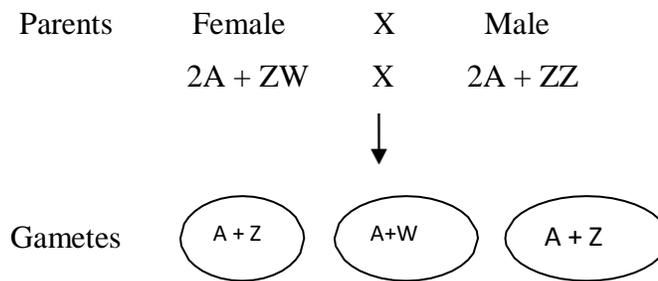 Parents Female X Male
2A + ZW X 2A + ZZ
Gametes A + Z A+W A + Z